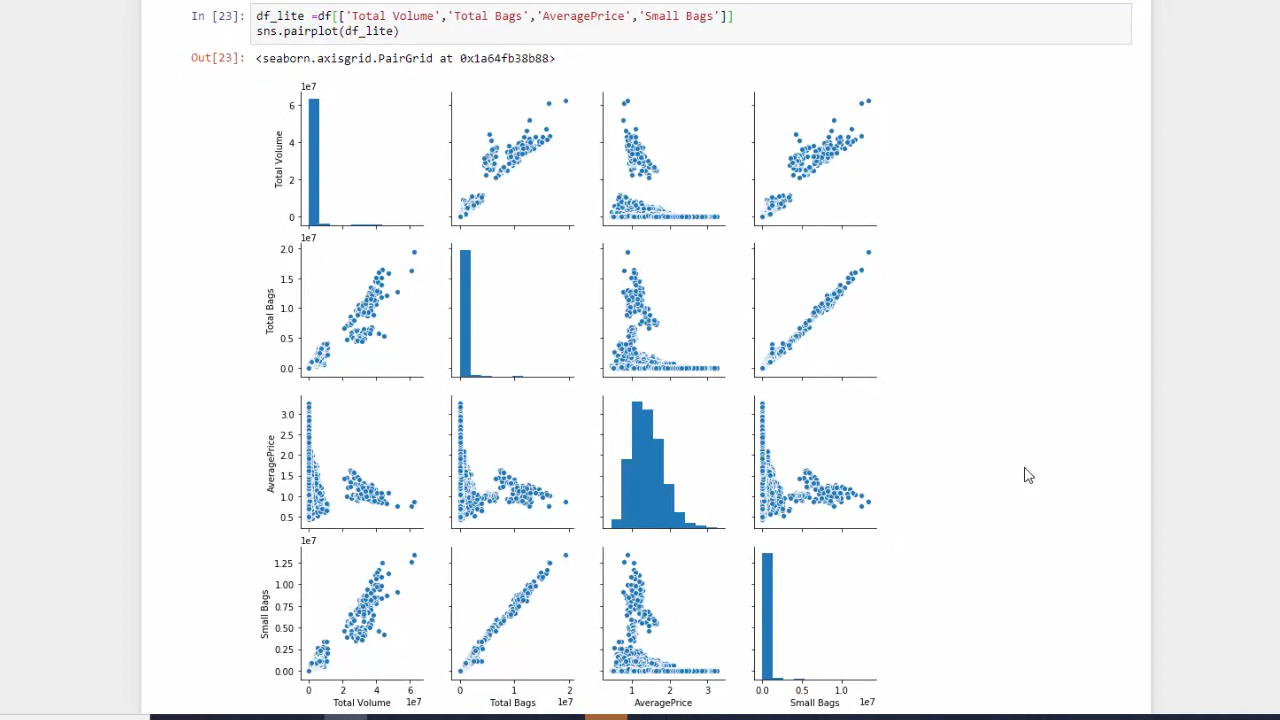 In [23]: df_lite =df[['Total Volume','Total Bags','AveragePrice','Small Bags']]
sns.pairplot(df_lite)
Out[23]: <seaborn.axisgrid.PairGrid at 0x1a64fb38b88>
1e7
6
4
2
0
Total Volume
1e7
2.0
1.5
1.0
0.5
0.0
Total Bags
3.0
2.5
2.0
1.5
1.0
0.5
AveragePrice
1e7
1.25
1.00
0.75
0.50
0.25
0.00
Small Bags
0 2 4 6 0 1 2 1 2 3 0.0 0.5 1.0
Total Volume 1e7 Total Bags 1e7 AveragePrice Small Bags 1e7